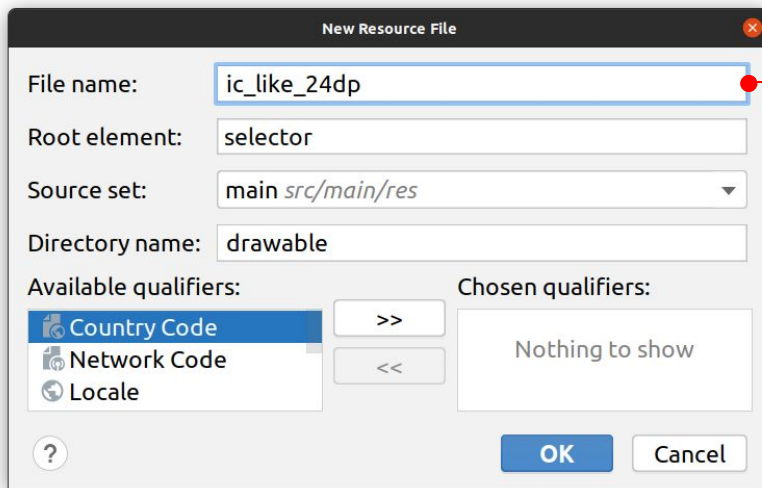 New Resource File
File name: ic_like_24dp
Root element: selector
Source set: main src/main/res
Directory name: drawable
Available qualifiers: Chosen qualifiers:
Country Code >> Nothing to show
Network Code <<
Locale
? OK Cancel